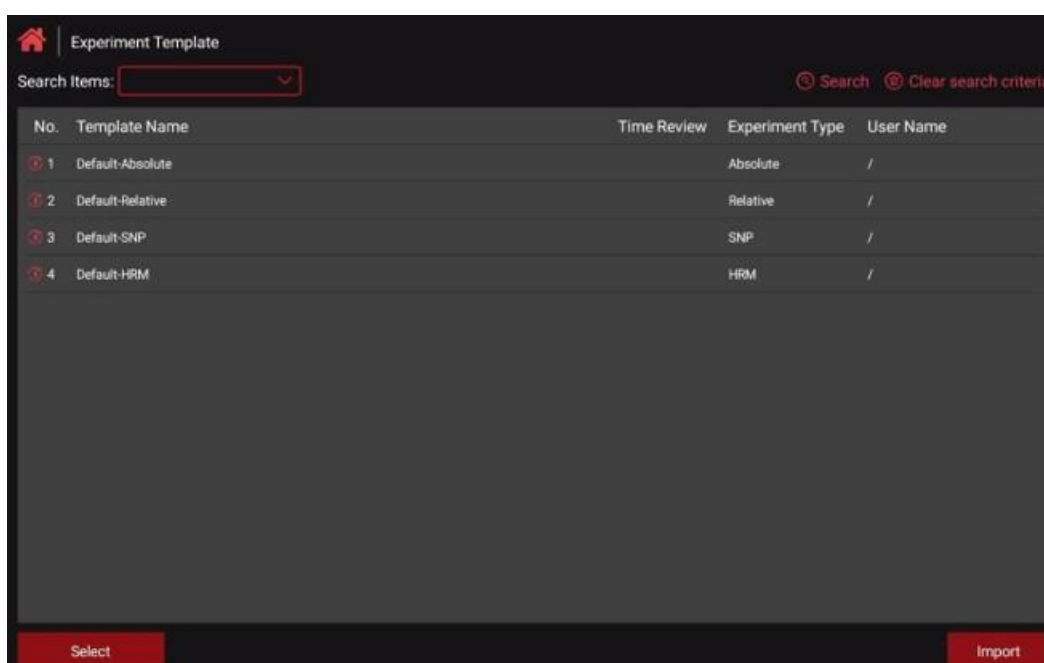 Experiment Template
Search Items: Search Clear search criteria
No. Template Name Time Review Experiment Type User Name
1 Default-Absolute Absolute /
2 Default-Relative Relative /
3 Default-SNP SNP /
4 Default-HRM HRM /
Select Import